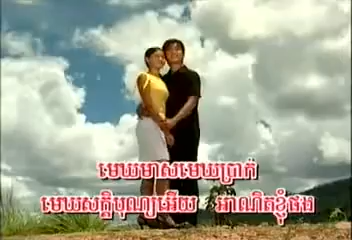 មេឃមាសមេឃប្រាក់
មេឃសក្តិបុណ្យអើយ អាណិតខ្ញុំផង